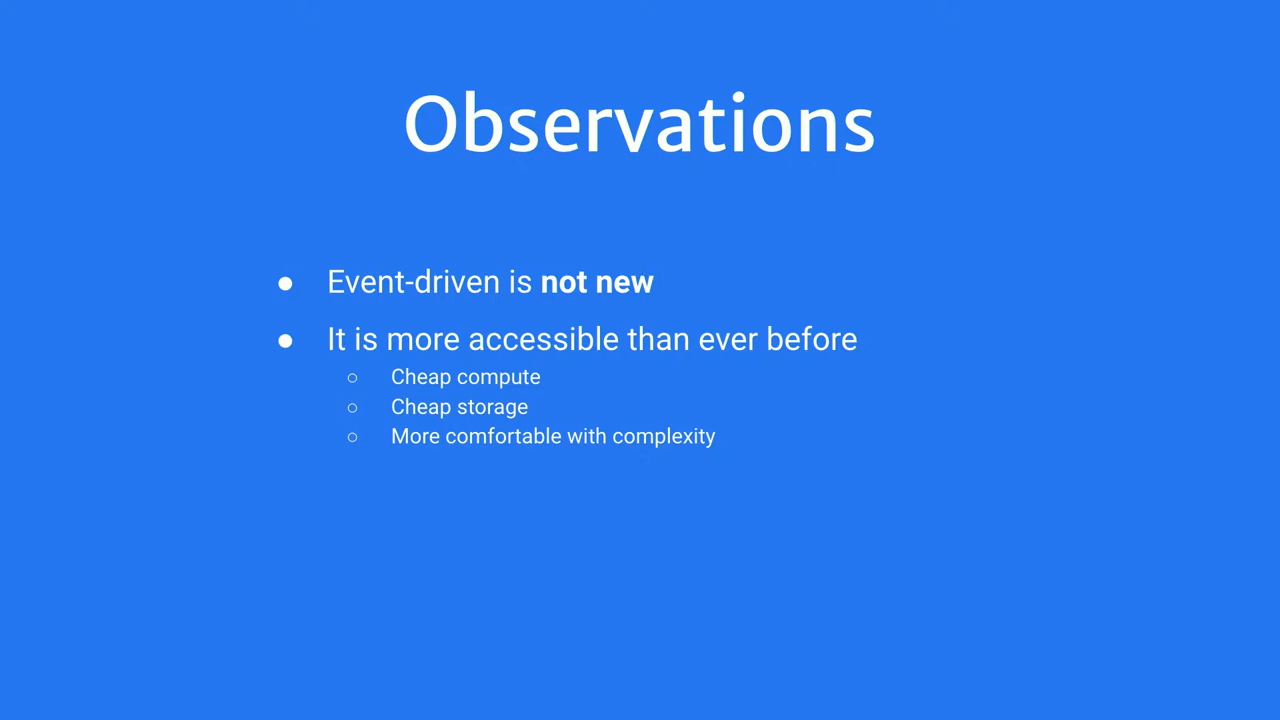 Observations
● Event-driven is not new
● It is more accessible than ever before
○ Cheap compute
○ Cheap storage
○ More comfortable with complexity